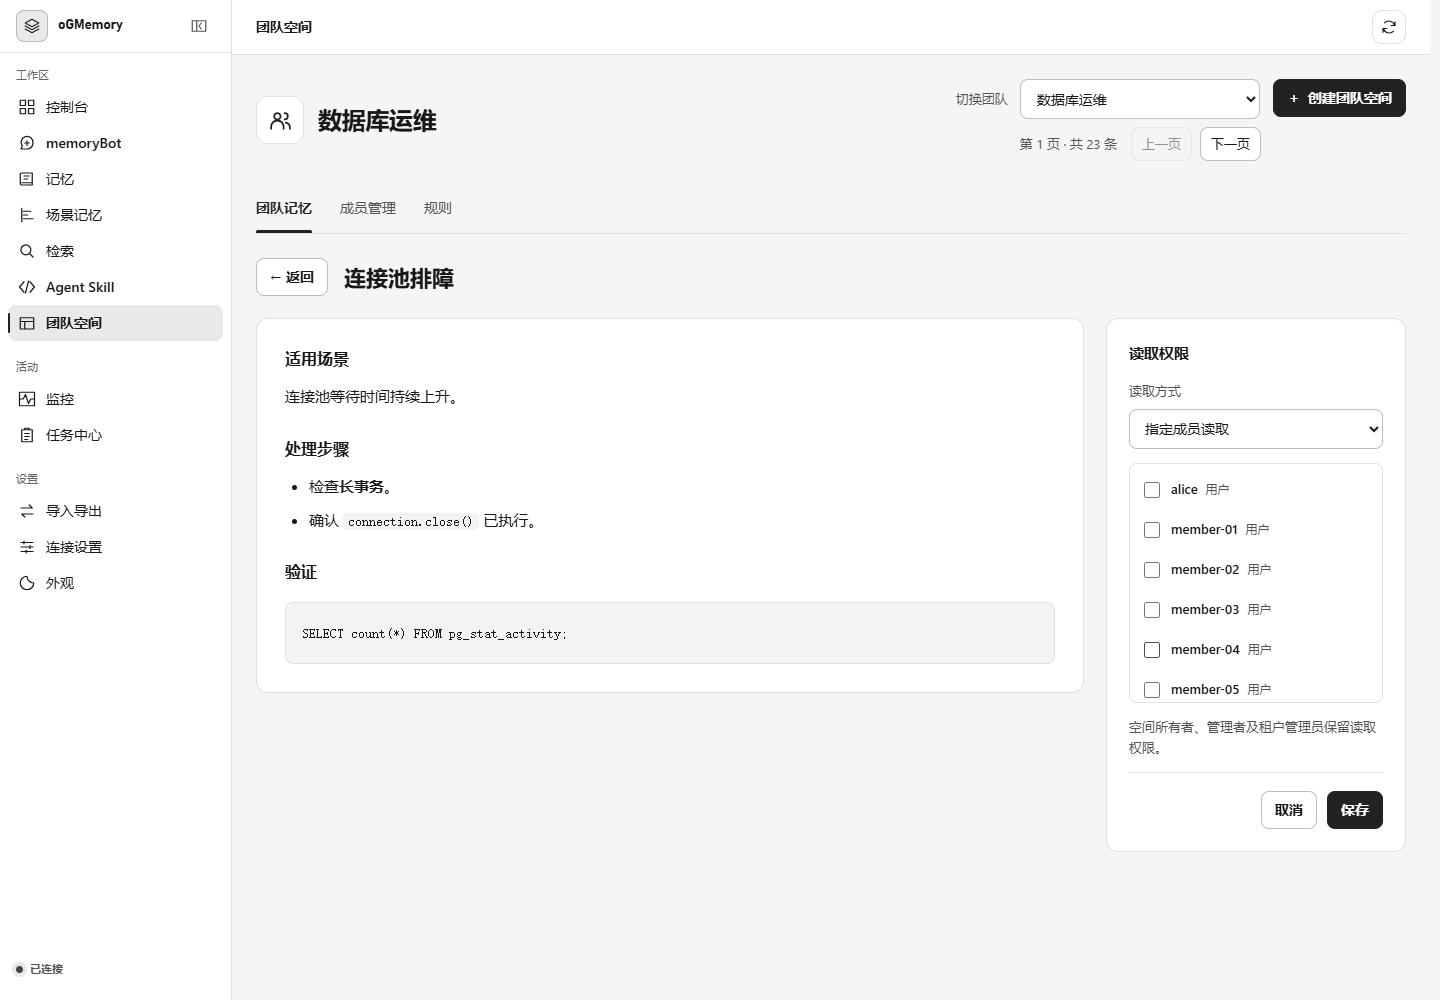 oGMemory
工作区
控制台
memoryBot
记忆
场景记忆
检索
Agent Skill
团队空间
活动
监控
任务中心
设置
导入导出
连接设置
外观
已连接
团队空间
数据库运维
切换团队
数据库运维
+ 创建团队空间
第 1 页 · 共 23 条
上一页
下一页
团队记忆
成员管理
规则
← 返回
连接池排障
适用场景
连接池等待时间持续上升。
处理步骤
• 检查长事务。
• 确认 connection.close() 已执行。
验证
SELECT count(*) FROM pg_stat_activity;
读取权限
读取方式
指定成员读取
alice 用户
member-01 用户
member-02 用户
member-03 用户
member-04 用户
member-05 用户
空间所有者、管理者及租户管理员保留读取
权限。
取消
保存